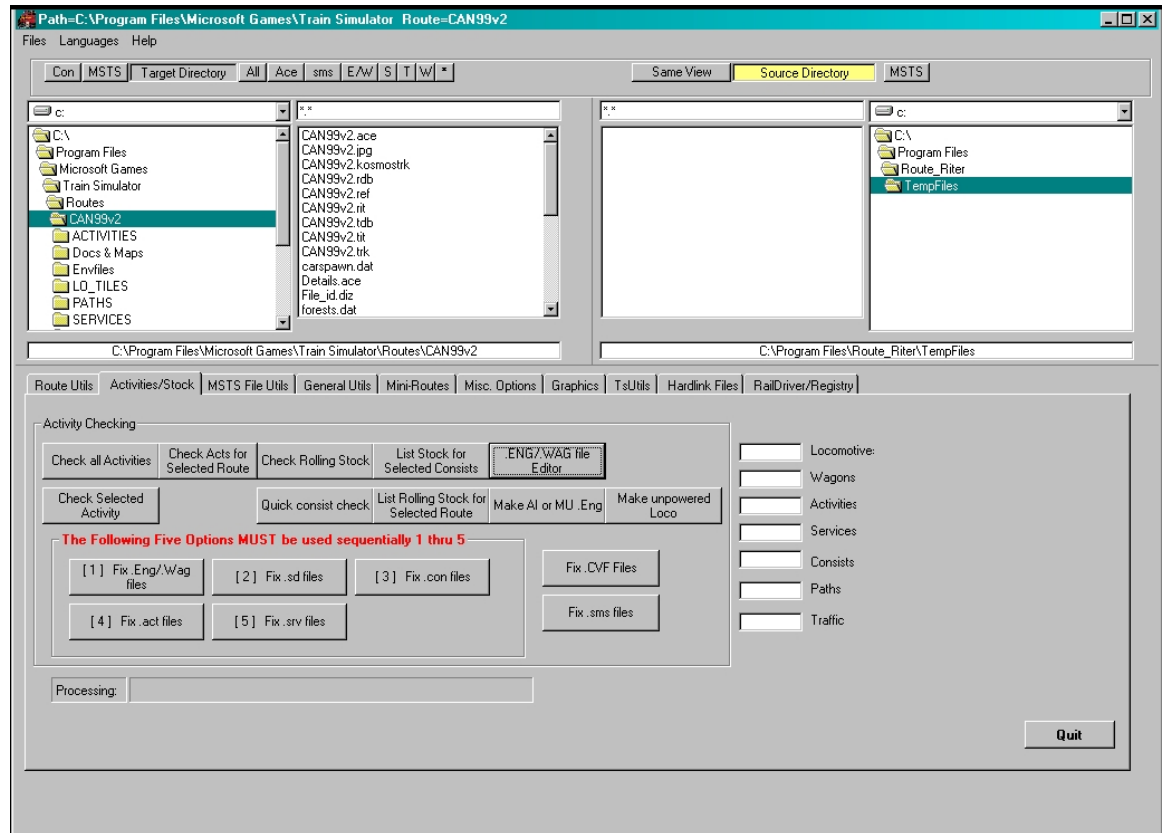 Path=C:\Program Files\Microsoft Games\Train Simulator Route=CAN99v2
Files Languages Help
Con MSTS Target Directory All Ace sms E/W S T W * Same View Source Directory MSTS
c: *.* *.* c:
C:\
Program Files
Microsoft Games
Train Simulator
Routes
CAN99v2
ACTIVITIES
Docs & Maps
Envfiles
LO_TILES
PATHS
SERVICES
CAN99v2.ace
CAN99v2.jpg
CAN99v2.kosmostrk
CAN99v2.rdb
CAN99v2.ref
CAN99v2.rit
CAN99v2.tdb
CAN99v2.tit
CAN99v2.trk
carspawn.dat
Details.ace
File_id.diz
forests.dat
C:\
Program Files
Route_Riter
TempFiles
C:\Program Files\Microsoft Games\Train Simulator\Routes\CAN99v2
C:\Program Files\Route_Riter\TempFiles
Route Utils Activities/Stock MSTS File Utils General Utils Mini-Routes Misc. Options Graphics TsUtils Hardlink Files RailDriver/Registry
Activity Checking
Check all Activities
Check Acts for
Selected Route
Check Rolling Stock
List Stock for
Selected Consists
.ENG/.WAG file
Editor
Check Selected
Activity
Quick consist check
List Rolling Stock for
Selected Route
Make AI or MU .Eng
Make unpowered
Loco
The Following Five Options MUST be used sequentially 1 thru 5
[ 1 ] Fix .Eng/.Wag
files
[ 2 ] Fix .sd files
[ 3 ] Fix .con files
[ 4 ] Fix .act files
[ 5 ] Fix .srv files
Fix .CVF Files
Fix .sms files
Locomotive:
Wagons
Activities
Services
Consists
Paths
Traffic
Processing:
Quit